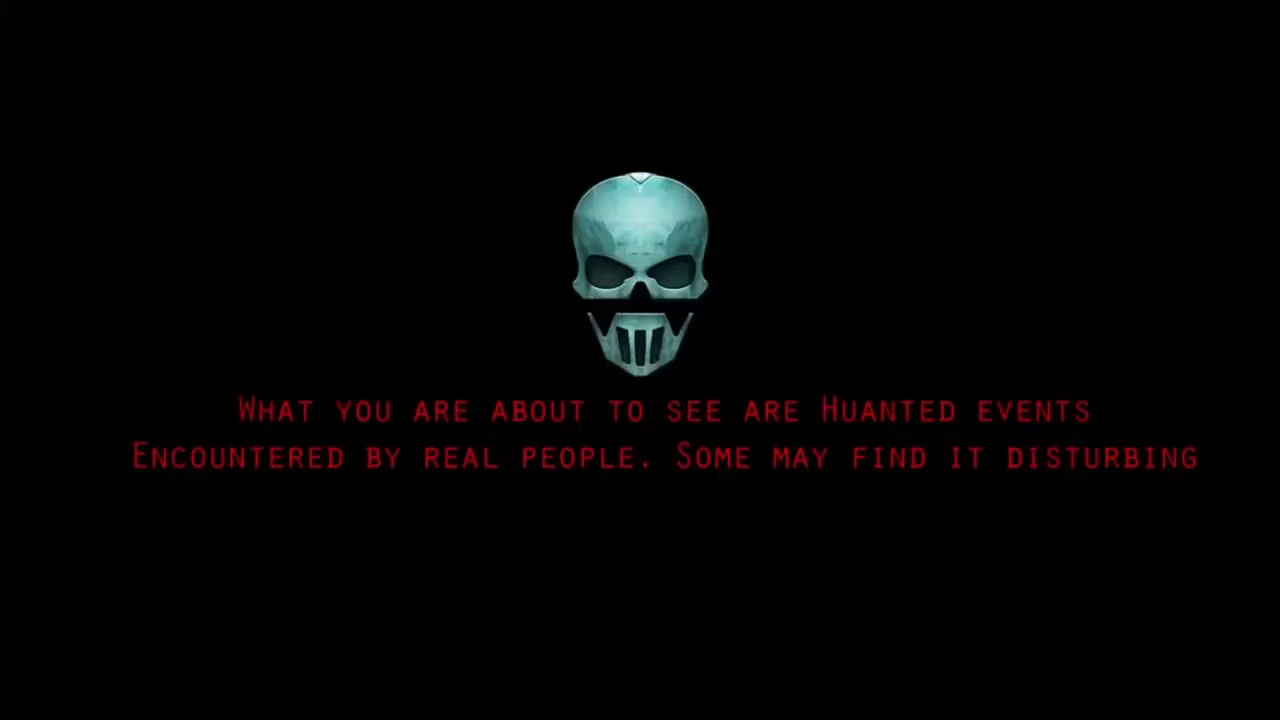 What you are about to see are Huanted events
Encountered by real people. Some may find it disturbing